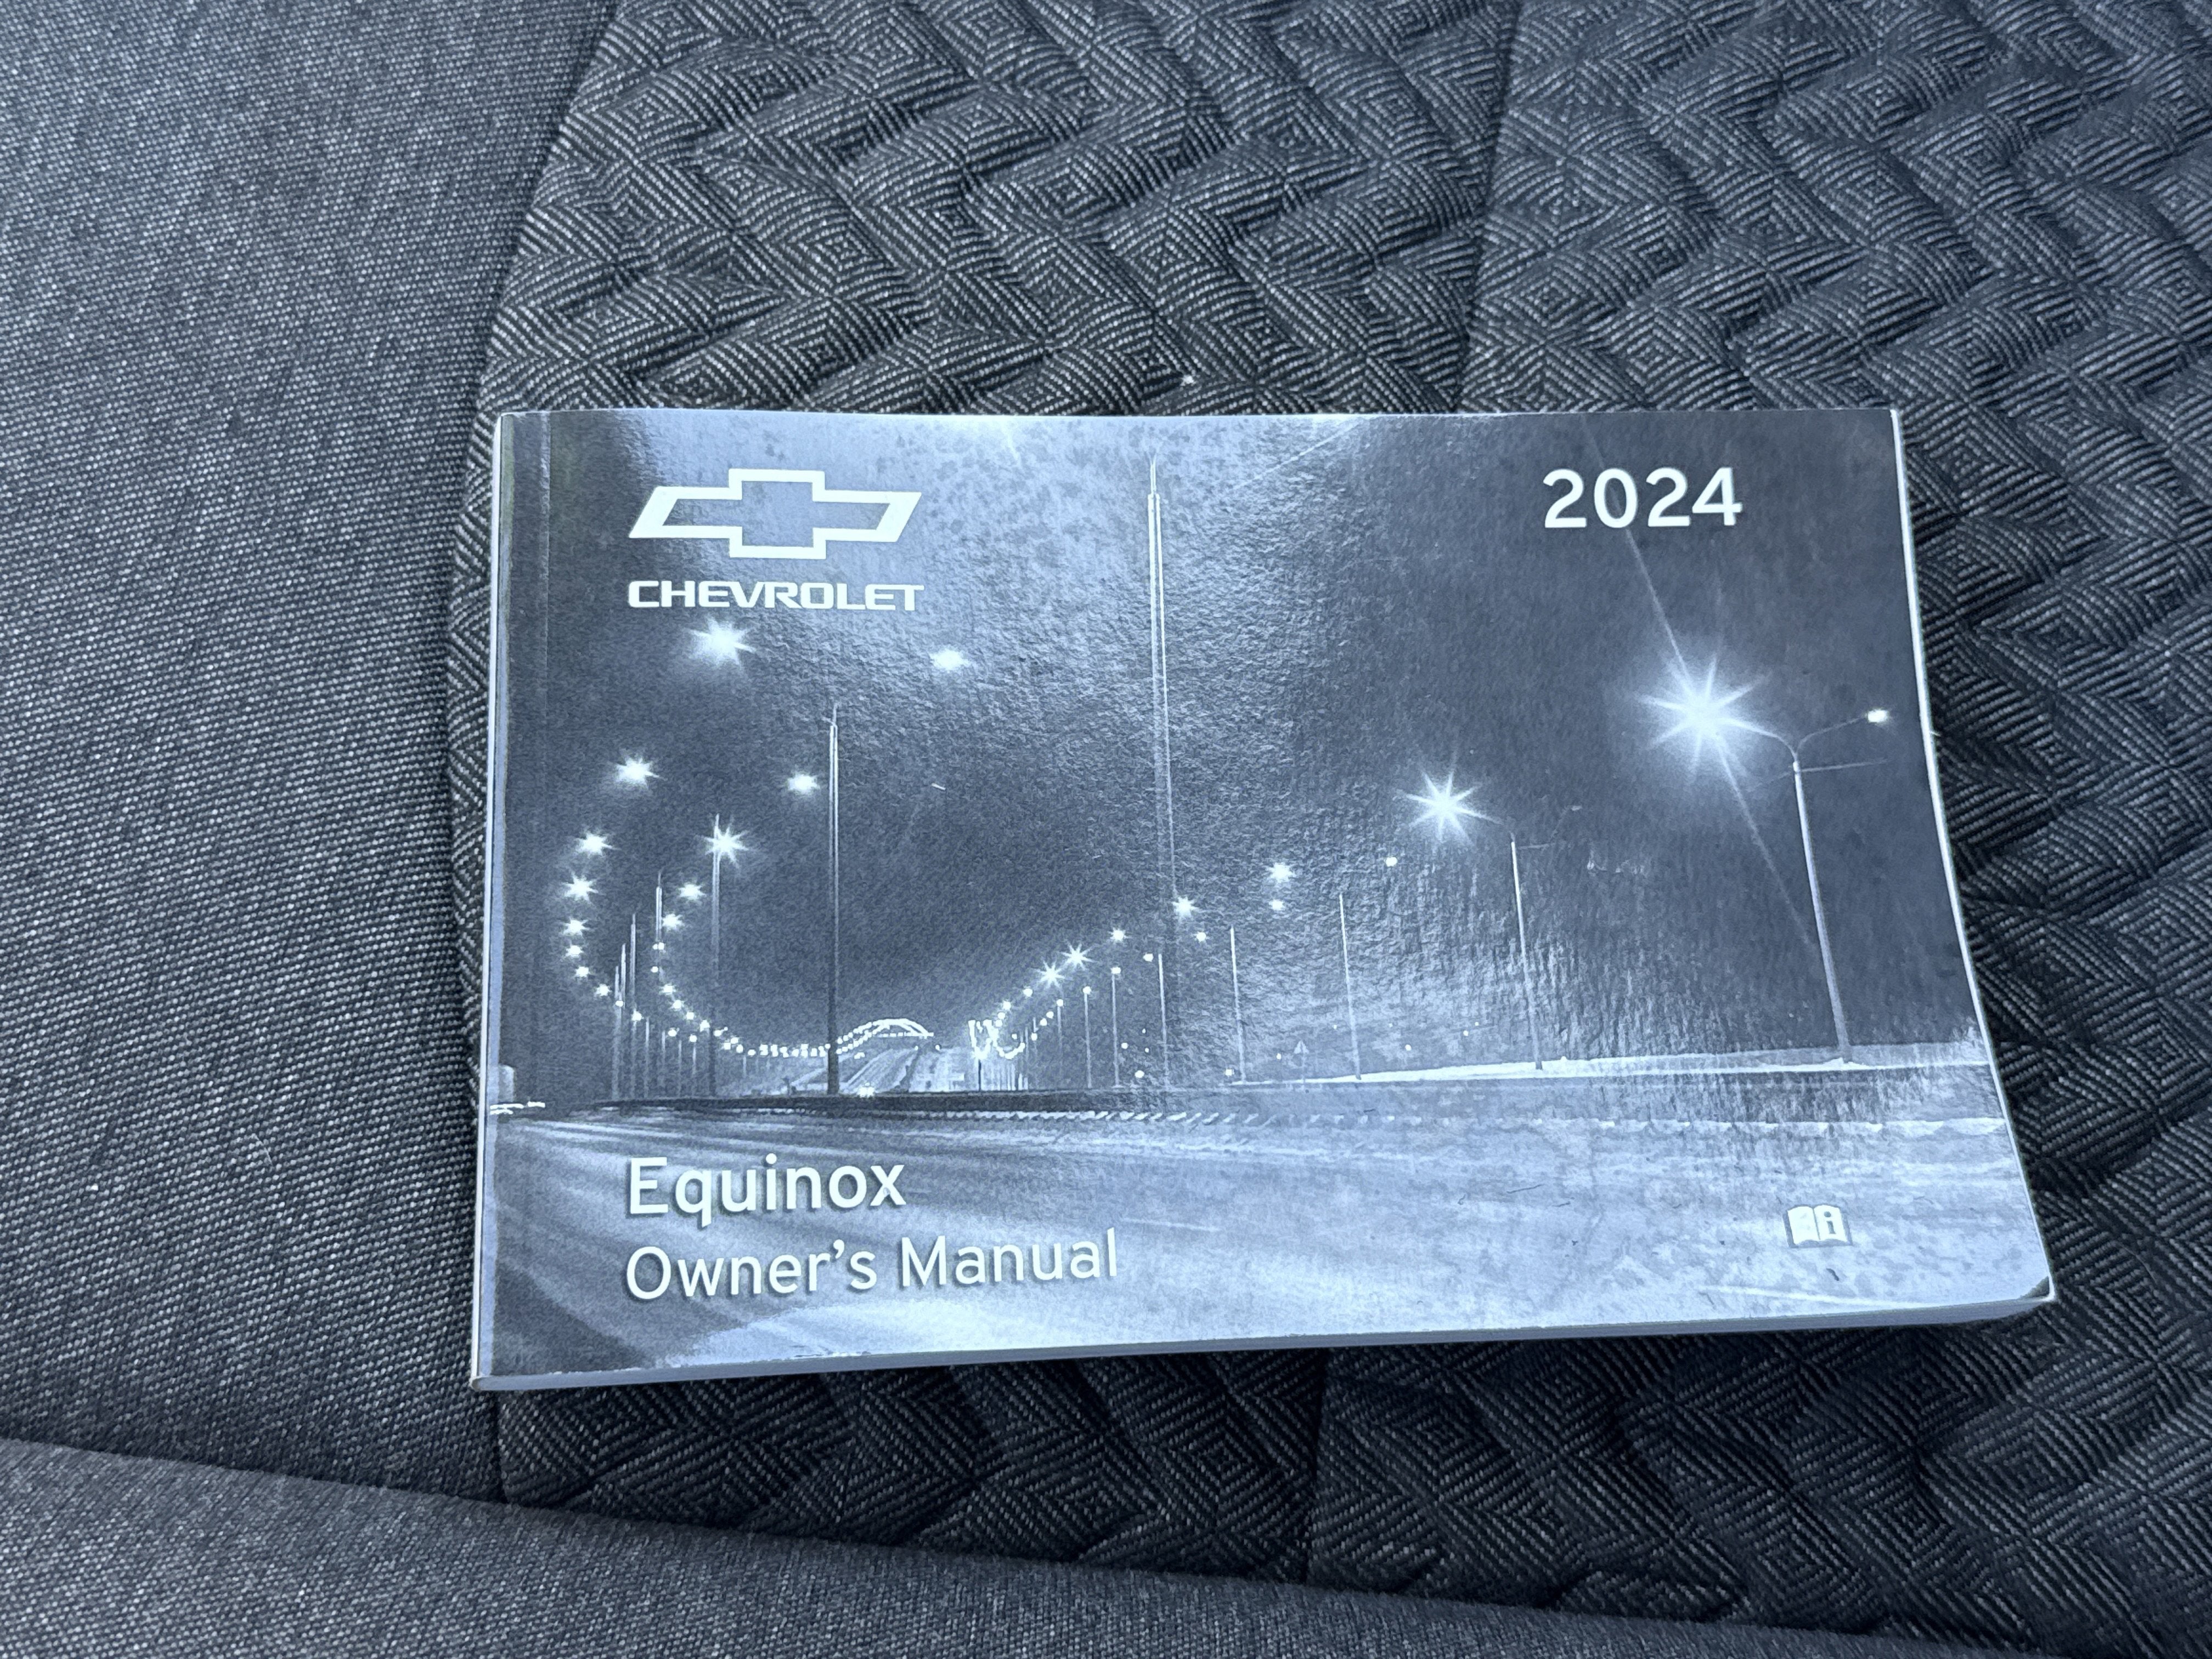 CHEVROLET
2024
Equinox
Owner's Manual